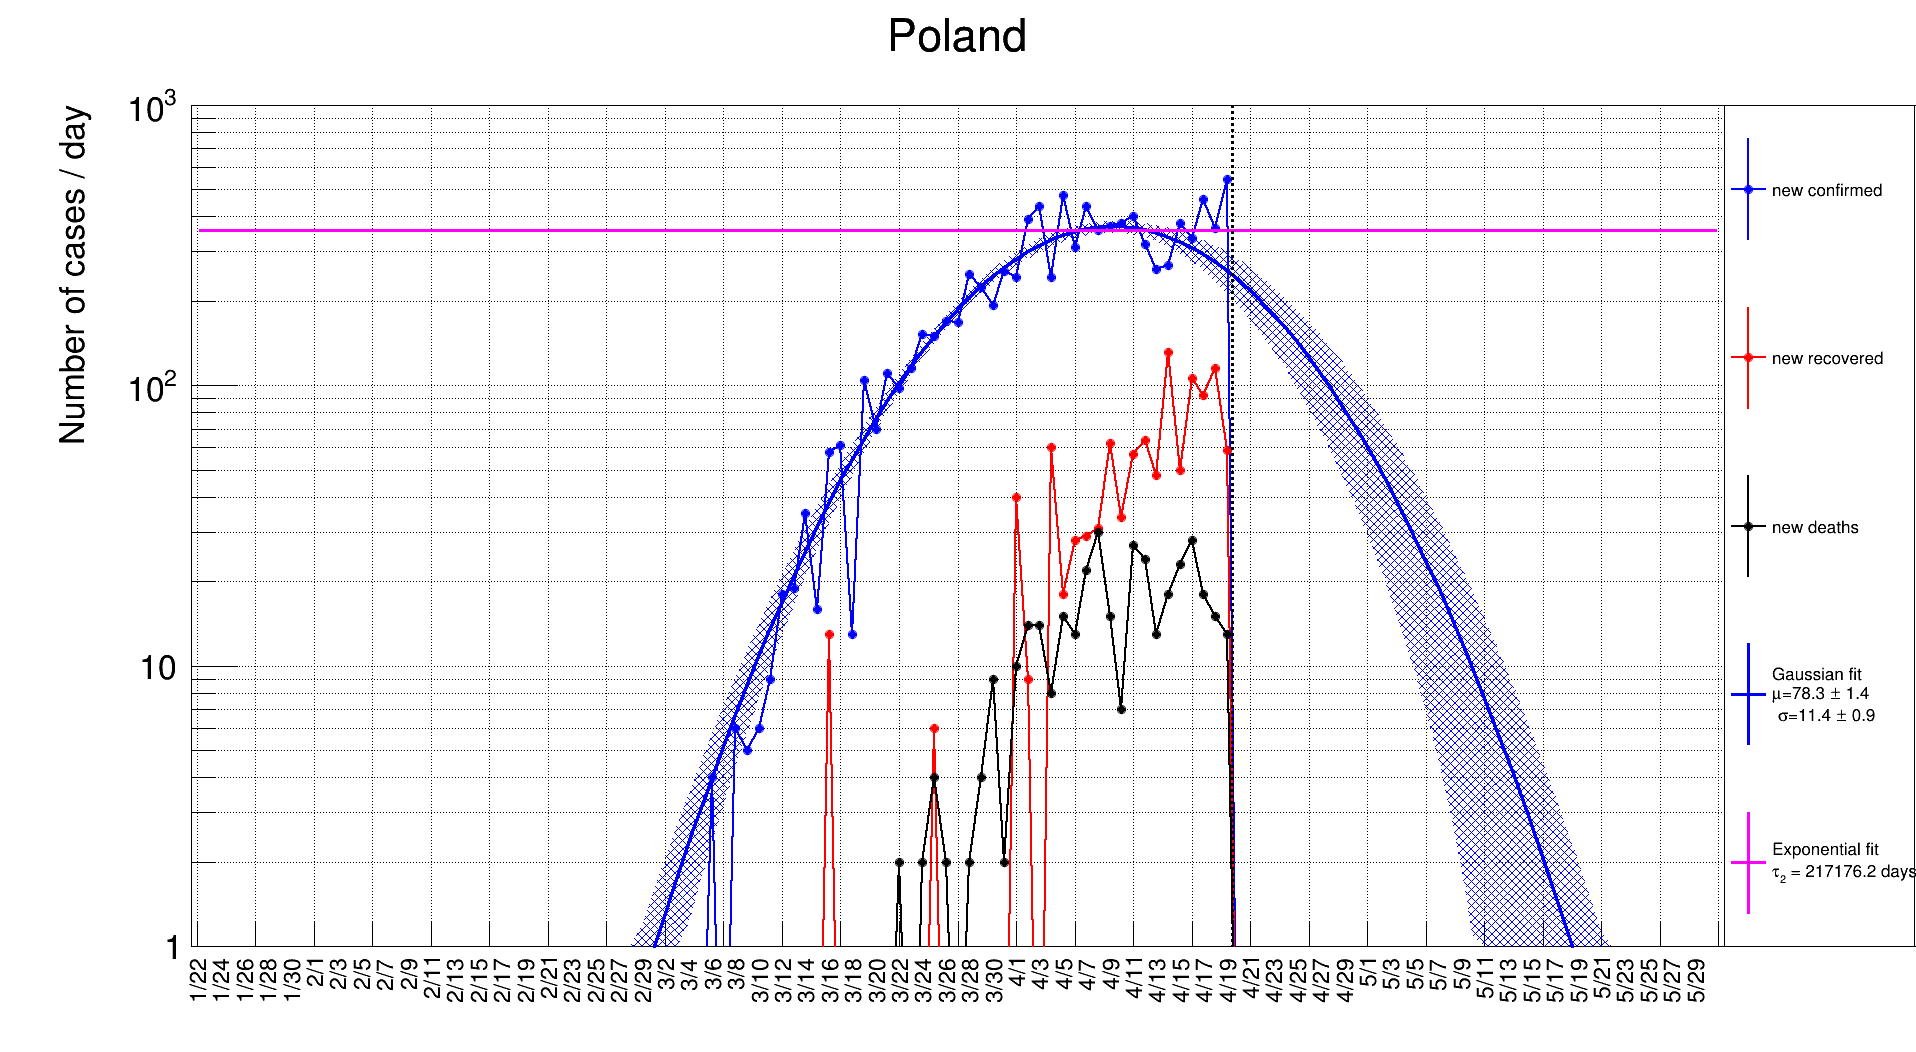 Poland
Number of cases / day
10³
10²
10
1
1/22 1/24 1/26 1/28 1/30 2/1 2/3 2/5 2/7 2/9 2/11 2/13 2/15 2/17 2/19 2/21 2/23 2/25 2/27 2/29 3/2 3/4 3/6 3/8 3/10 3/12 3/14 3/16 3/18 3/20 3/22 3/24 3/26 3/28 3/30 4/1 4/3 4/5 4/7 4/9 4/11 4/13 4/15 4/17 4/19 4/21 4/23 4/25 4/27 4/29 5/1 5/3 5/5 5/7 5/9 5/11 5/13 5/15 5/17 5/19 5/21 5/23 5/25 5/27 5/29
new confirmed
new recovered
new deaths
Gaussian fit
μ=78.3 ± 1.4
σ=11.4 ± 0.9
Exponential fit
τ₂ = 217176.2 days